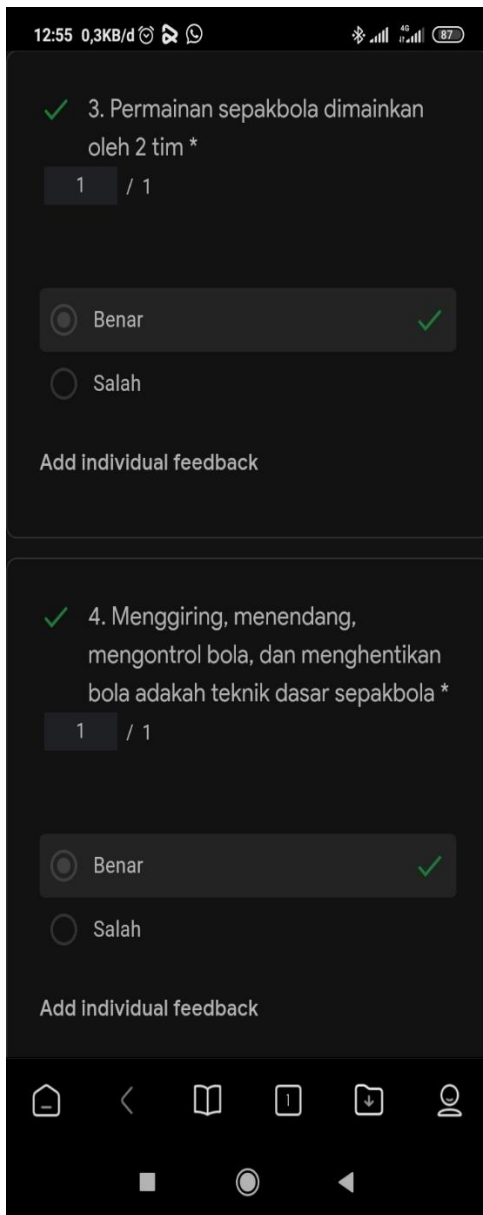 12:55 0,3KB/d 4G 87
3. Permainan sepakbola dimainkan
oleh 2 tim *
1 / 1
Benar
Salah
Add individual feedback
4. Menggiring, menendang,
mengontrol bola, dan menghentikan
bola adakah teknik dasar sepakbola *
1 / 1
Benar
Salah
Add individual feedback
1